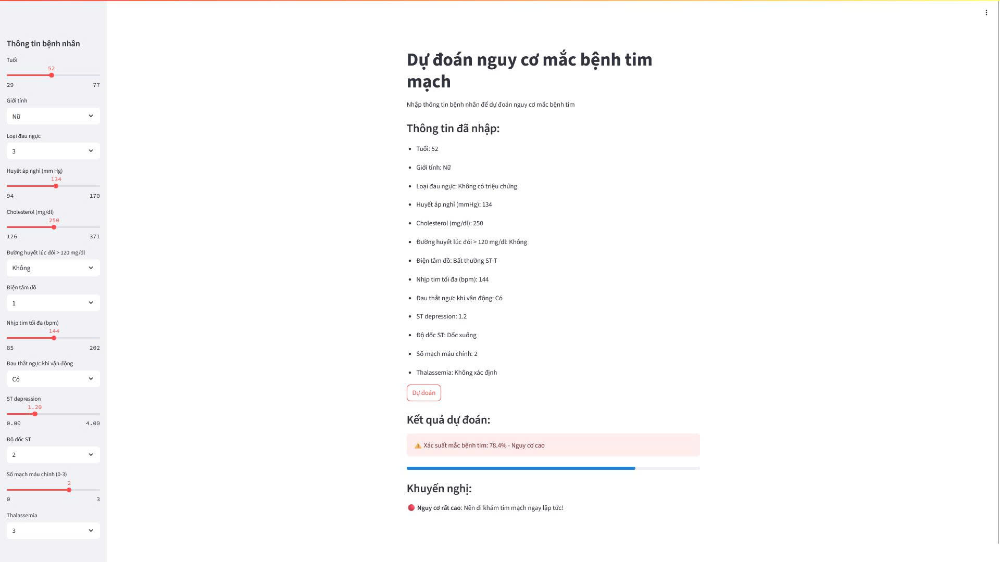 Thông tin bệnh nhân
Tuổi
52
29 77
Giới tính
Nữ
Loại đau ngực
3
Huyết áp nghỉ (mm Hg)
134
94 170
Cholesterol (mg/dl)
250
126 371
Đường huyết lúc đói > 120 mg/dl
Không
Điện tâm đồ
1
Nhịp tim tối đa (bpm)
144
85 202
Đau thắt ngực khi vận động
Có
ST depression
1.20
0.00 4.00
Độ dốc ST
2
Số mạch máu chính (0-3)
2
0 3
Thalassemia
3
Dự đoán nguy cơ mắc bệnh tim
mạch
Nhập thông tin bệnh nhân để dự đoán nguy cơ mắc bệnh tim
Thông tin đã nhập:
• Tuổi: 52
• Giới tính: Nữ
• Loại đau ngực: Không có triệu chứng
• Huyết áp nghỉ (mmHg): 134
• Cholesterol (mg/dl): 250
• Đường huyết lúc đói > 120 mg/dl: Không
• Điện tâm đồ: Bất thường ST-T
• Nhịp tim tối đa (bpm): 144
• Đau thắt ngực khi vận động: Có
• ST depression: 1.2
• Độ dốc ST: Dốc xuống
• Số mạch máu chính: 2
• Thalassemia: Không xác định
Dự đoán
Kết quả dự đoán:
⚠️ Xác suất mắc bệnh tim: 78.4% - Nguy cơ cao
Khuyến nghị:
🔴 Nguy cơ rất cao: Nên đi khám tim mạch ngay lập tức!